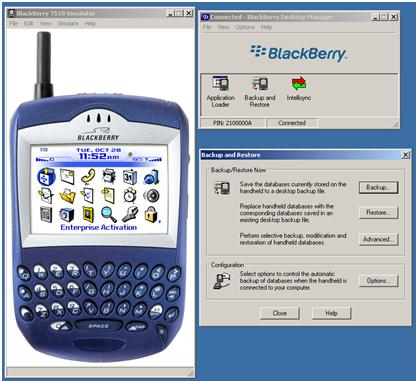 BlackBerry 7510 Simulator
File Edit View Simulate Help
BLACKBERRY
TUE, OCT 28
11:52am
Enterprise Activation
SPACE
Connected - BlackBerry Desktop Manager
File View Options Help
BlackBerry
Application Loader
Backup and Restore
Intellisync
PIN: 2100000A Connected
Backup and Restore
Backup/Restore Now
Save the databases currently stored on the
handheld to a desktop backup file.
Backup...
Replace handheld databases with the
corresponding databases saved in an
existing desktop backup file.
Restore...
Perform selective backup, modification and
restoration of handheld databases.
Advanced...
Configuration
Select options to control the automatic
backup of databases when the handheld is
connected to your computer.
Options...
Close Help